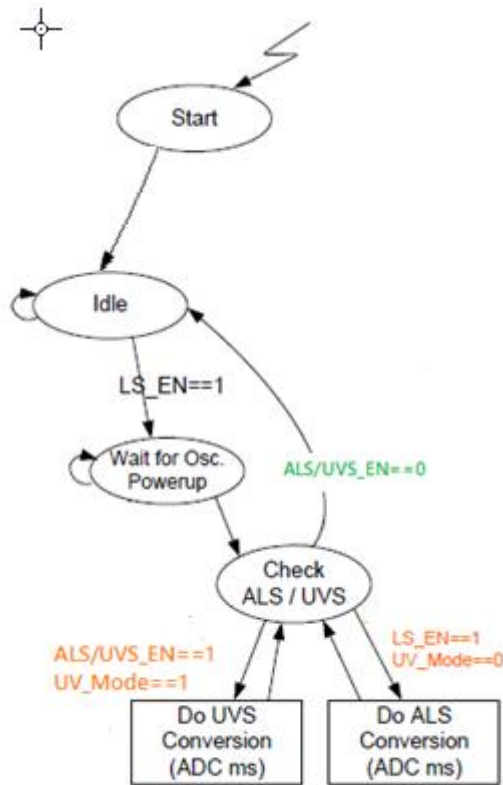 Start
Idle
LS_EN==1
Wait for Osc.
Powerup
ALS/UVS_EN==0
Check
ALS / UVS
ALS/UVS_EN==1
UV_Mode==1
LS_EN==1
UV_Mode==0
Do UVS
Conversion
(ADC ms)
Do ALS
Conversion
(ADC ms)